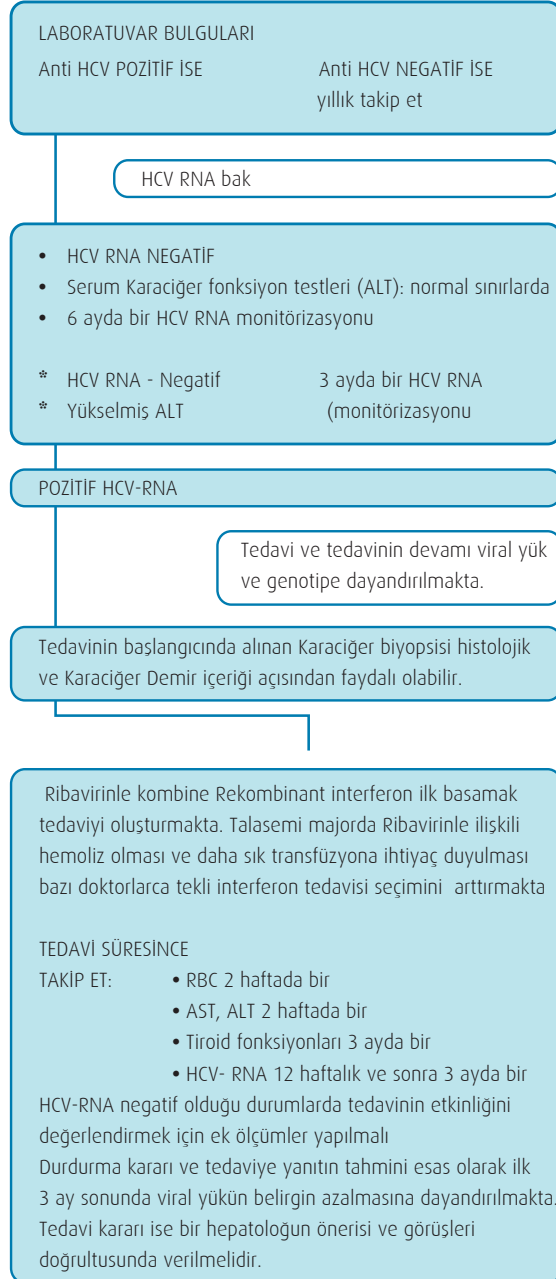 LABORATUVAR BULGULARI
Anti HCV POZİTİF İSE Anti HCV NEGATİF İSE
yıllık takip et
HCV RNA bak
• HCV RNA NEGATİF
• Serum Karaciğer fonksiyon testleri (ALT): normal sınırlarda
• 6 ayda bir HCV RNA monitörizasyonu
* HCV RNA - Negatif 3 ayda bir HCV RNA
* Yükselmiş ALT (monitörizasyonu
POZİTİF HCV-RNA
Tedavi ve tedavinin devamı viral yük
ve genotipe dayandırılmakta.
Tedavinin başlangıcında alınan Karaciğer biyopsisi histolojik
ve Karaciğer Demir içeriği açısından faydalı olabilir.
Ribavirinle kombine Rekombinant interferon ilk basamak
tedaviyi oluşturmakta. Talasemi majorda Ribavirinle ilişkili
hemoliz olması ve daha sık transfüzyona ihtiyaç duyulması
bazı doktorlarca tekli interferon tedavisi seçimini arttırmakta
TEDAVİ SÜRESİNCE
TAKİP ET: • RBC 2 haftada bir
• AST, ALT 2 haftada bir
• Tiroid fonksiyonları 3 ayda bir
• HCV- RNA 12 haftalık ve sonra 3 ayda bir
HCV-RNA negatif olduğu durumlarda tedavinin etkinliğini
değerlendirmek için ek ölçümler yapılmalı
Durdurma kararı ve tedaviye yanıtın tahmini esas olarak ilk
3 ay sonunda viral yükün belirgin azalmasına dayandırılmakta.
Tedavi kararı ise bir hepatoloğun önerisi ve görüşleri
doğrultusunda verilmelidir.